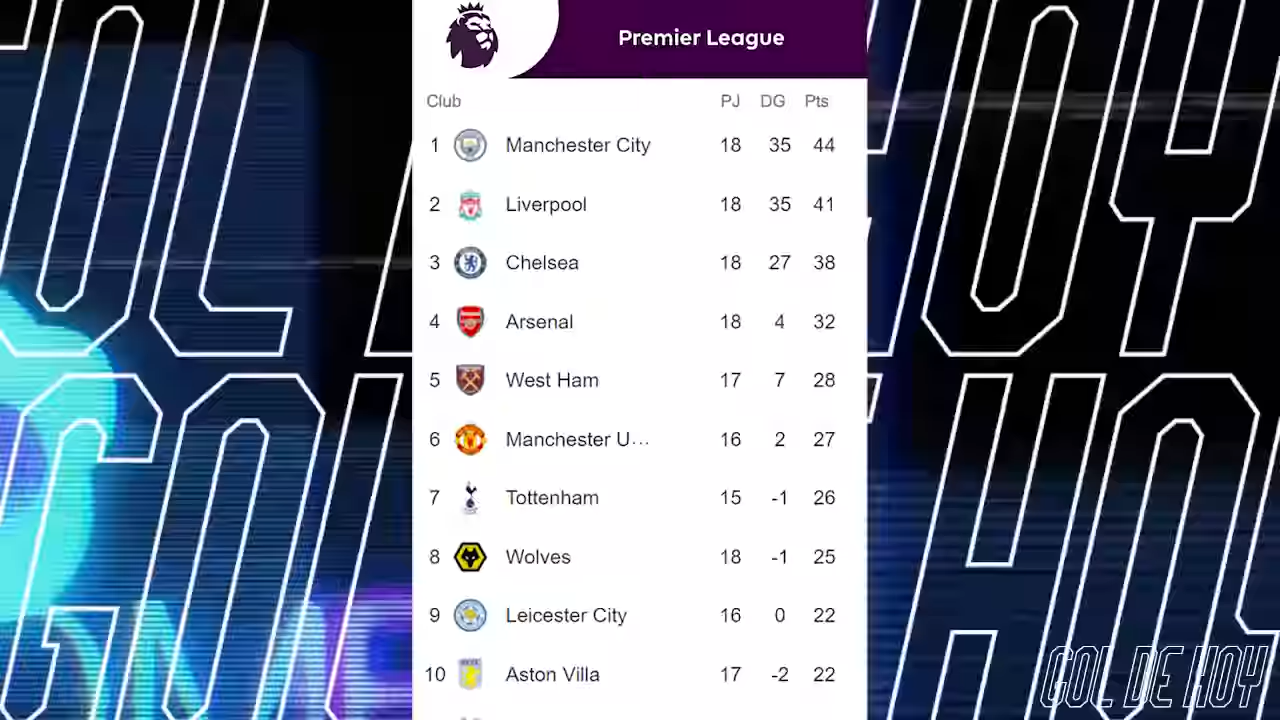 Premier League
Club PJ DG Pts
1 Manchester City 18 35 44
2 Liverpool 18 35 41
3 Chelsea 18 27 38
4 Arsenal 18 4 32
5 West Ham 17 7 28
6 Manchester U... 16 2 27
7 Tottenham 15 -1 26
8 Wolves 18 -1 25
9 Leicester City 16 0 22
10 Aston Villa 17 -2 22
GOL DE HOY